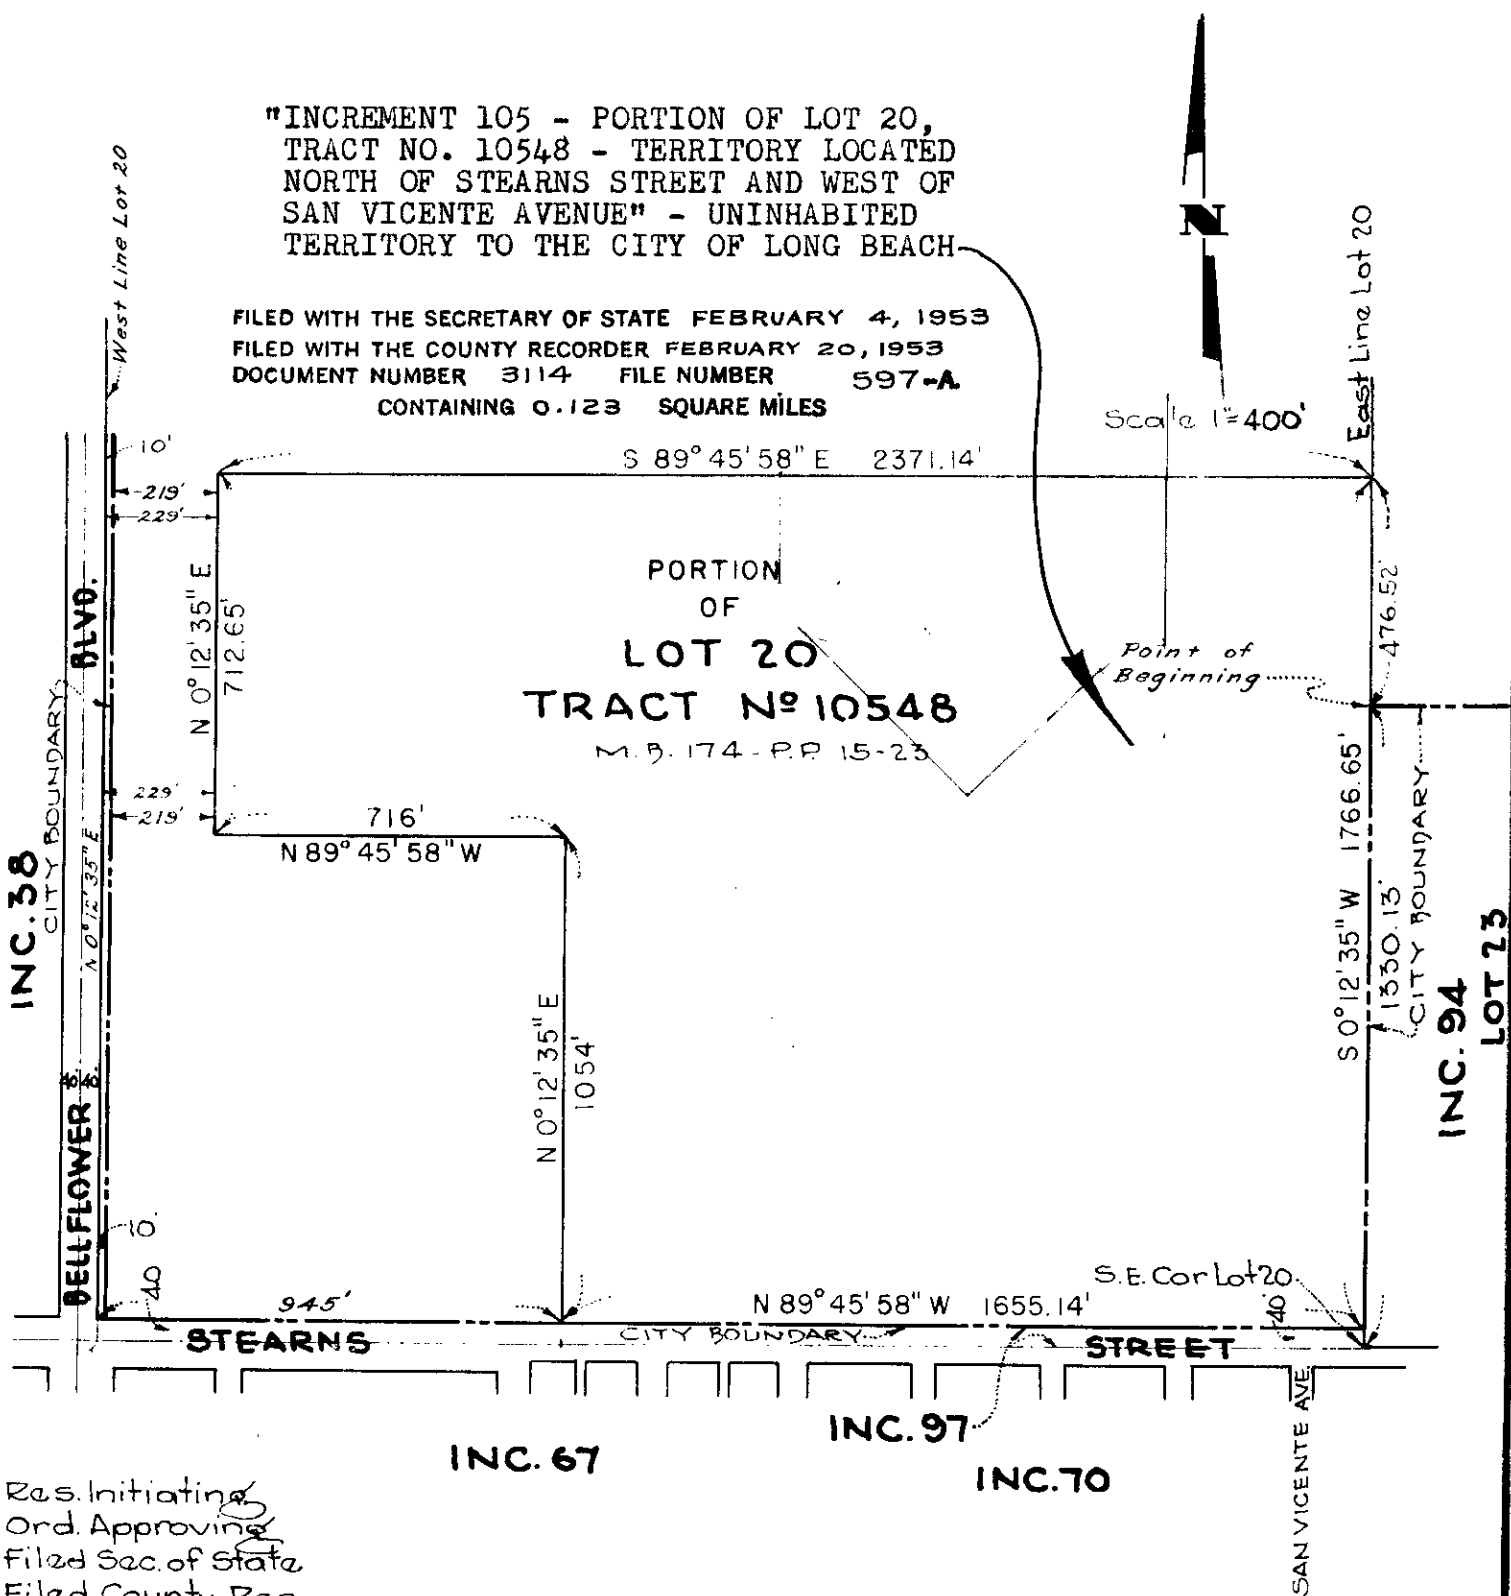 "INCREMENT 105 - PORTION OF LOT 20,
TRACT NO. 10548 - TERRITORY LOCATED
NORTH OF STEARNS STREET AND WEST OF
SAN VICENTE AVENUE" - UNINHABITED
TERRITORY TO THE CITY OF LONG BEACH
FILED WITH THE SECRETARY OF STATE FEBRUARY 4, 1953
FILED WITH THE COUNTY RECORDER FEBRUARY 20, 1953
DOCUMENT NUMBER 3114 FILE NUMBER 597-A
CONTAINING 0.123 SQUARE MILES
West Line Lot 20
N
East Line Lot 20
Scale 1"=400'
10'
219'
229'
S 89° 45' 58" E 2371.14'
N 0° 12' 35" E
712.65'
PORTION
OF
LOT 20
TRACT Nº 10548
M.B. 174 - P.P. 15-23
Point of
Beginning
476.52'
BLVD.
CITY BOUNDARY
229'
219'
716'
N 89° 45' 58" W
S 0° 12' 35" W 1766.65'
1330.13'
CITY BOUNDARY
INC. 38
N 0° 12' 35" E
N 0° 12' 35" E
1054'
INC. 94
LOT 23
BELLFLOWER
10'
40
945'
N 89° 45' 58" W 1655.14'
S.E. Cor Lot 20
40
STEARNS
CITY BOUNDARY
STREET
INC. 97
INC. 67
INC. 70
SAN VICENTE AVE
Res. Initiating
Ord. Approving
Filed Sec. of State
Filed County Rec.